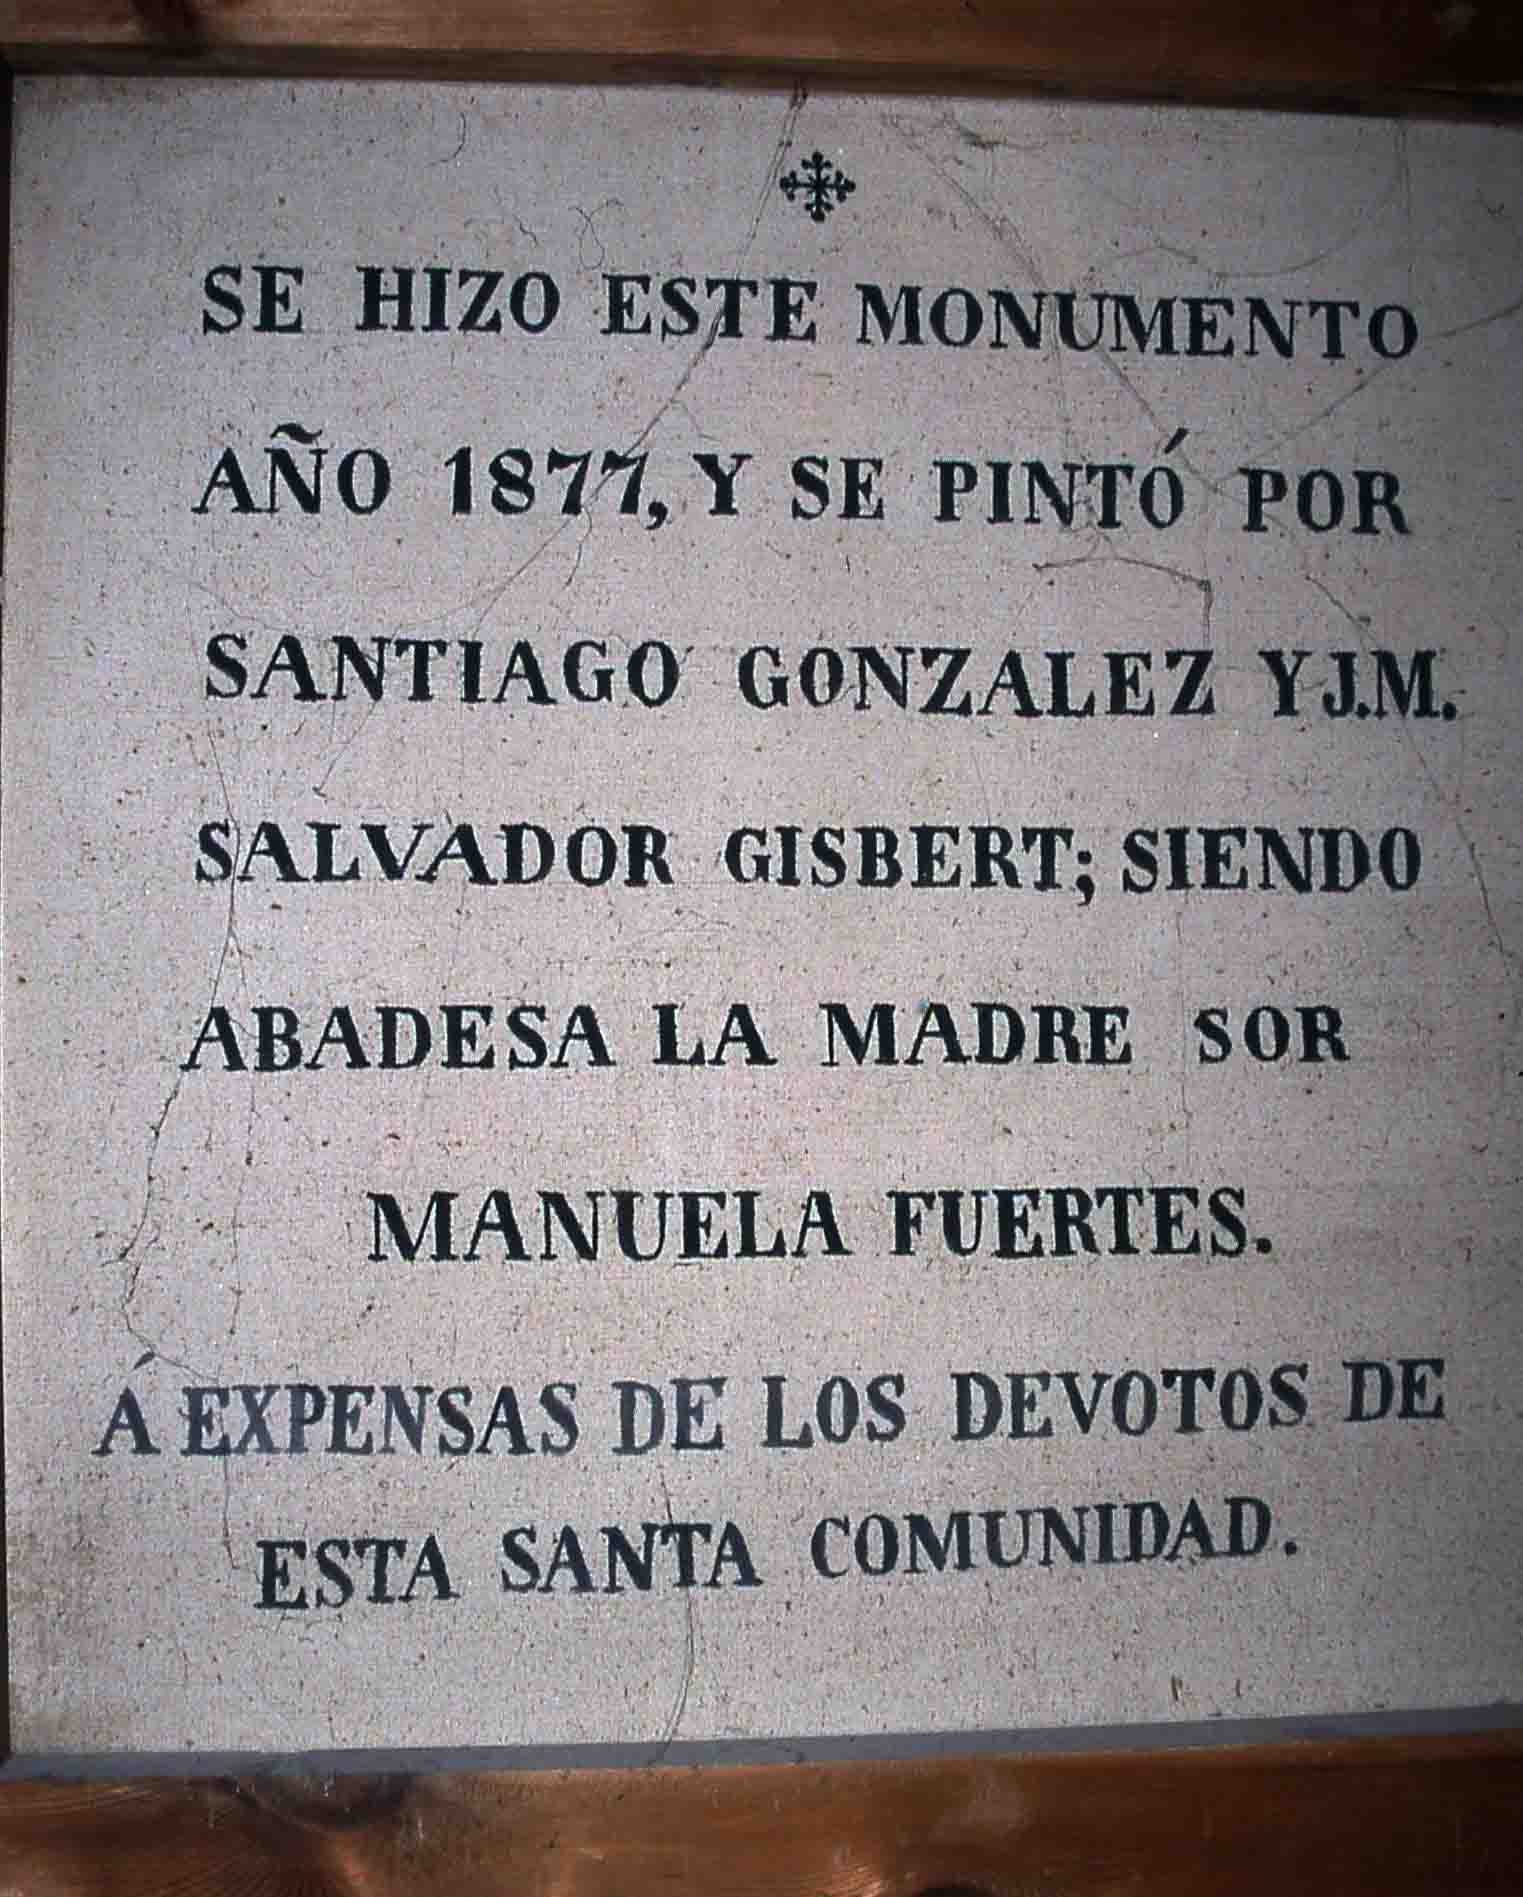 SE HIZO ESTE MONUMENTO
AÑO 1877, Y SE PINTÓ POR
SANTIAGO GONZALEZ Y J.M.
SALVADOR GISBERT; SIENDO
ABADESA LA MADRE SOR
MANUELA FUERTES.
Á EXPENSAS DE LOS DEVOTOS DE
ESTA SANTA COMUNIDAD.